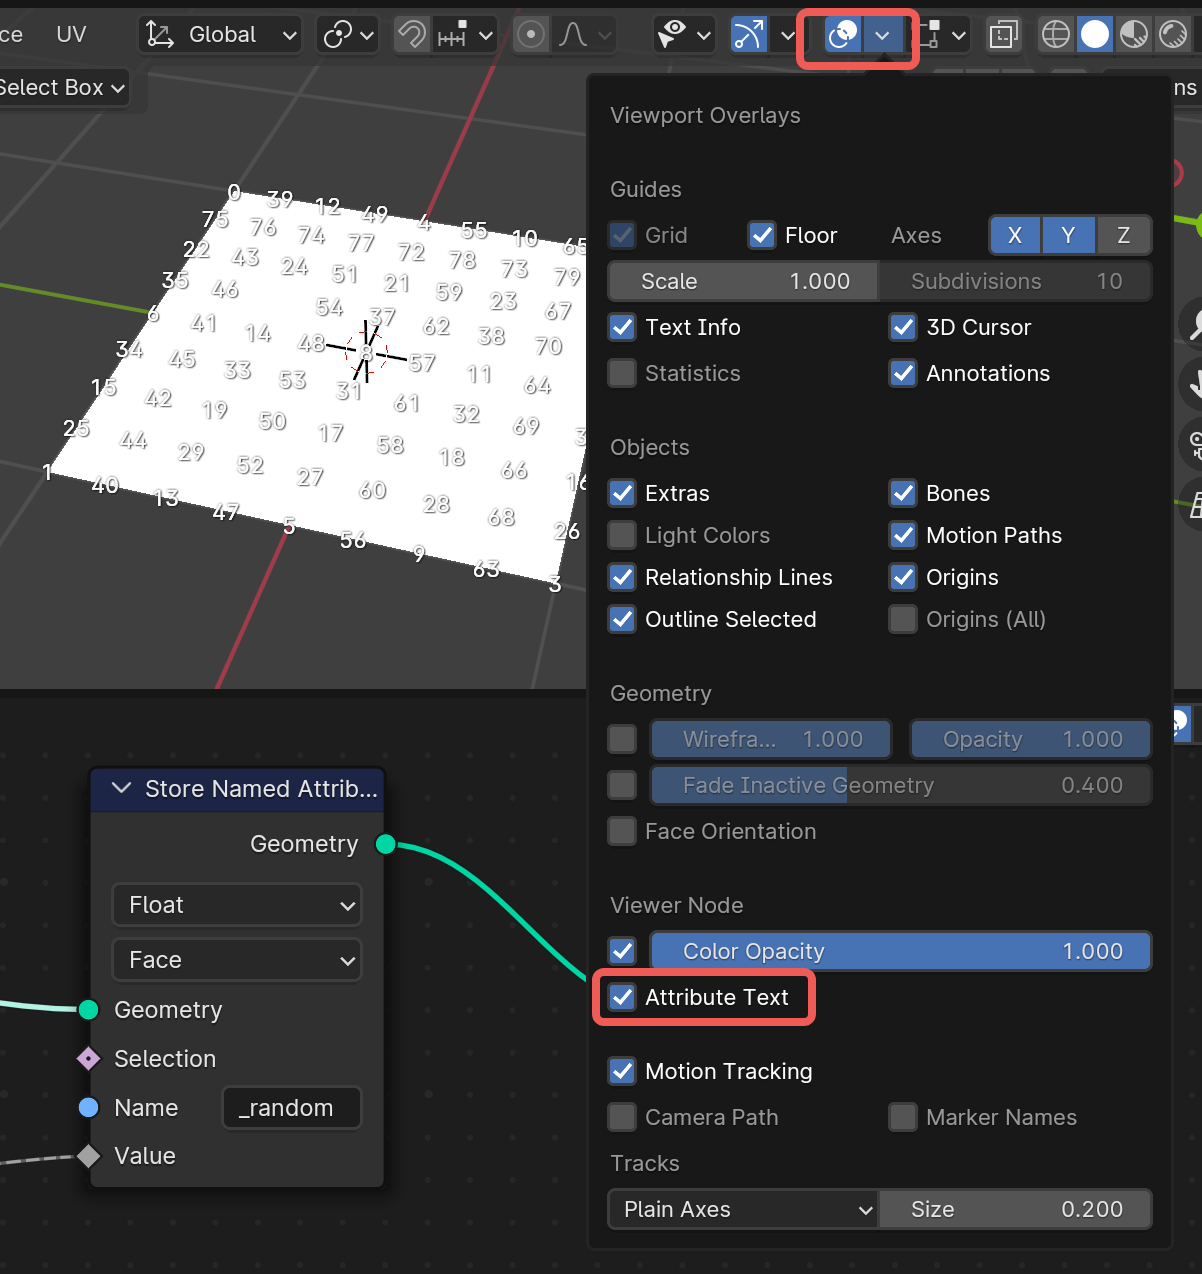 ce UV Global
Select Box
ns
Viewport Overlays
Guides
Grid Floor Axes X Y Z
Scale 1.000 Subdivisions 10
Text Info 3D Cursor
Statistics Annotations
Objects
Extras Bones
Light Colors Motion Paths
Relationship Lines Origins
Outline Selected Origins (All)
Geometry
Wirefra... 1.000 Opacity 1.000
Fade Inactive Geometry 0.400
Face Orientation
Viewer Node
Color Opacity 1.000
Attribute Text
Motion Tracking
Camera Path Marker Names
Tracks
Plain Axes Size 0.200
0 39 12 49 4 55 10 65
75 76 74 77 72 78 73 79
22 43 24 51 21 59 23 67
35 46 54 37 62 38 70
6 41 14 48 8 57 11 64
34 45 33 53 31 61 32 69
15 42 19 50 17 58 18 66 16
25 44 29 52 27 60 28 68 26
1 40 13 47 5 56 9 63 3
Store Named Attrib...
Geometry
Float
Face
Geometry
Selection
Name _random
Value